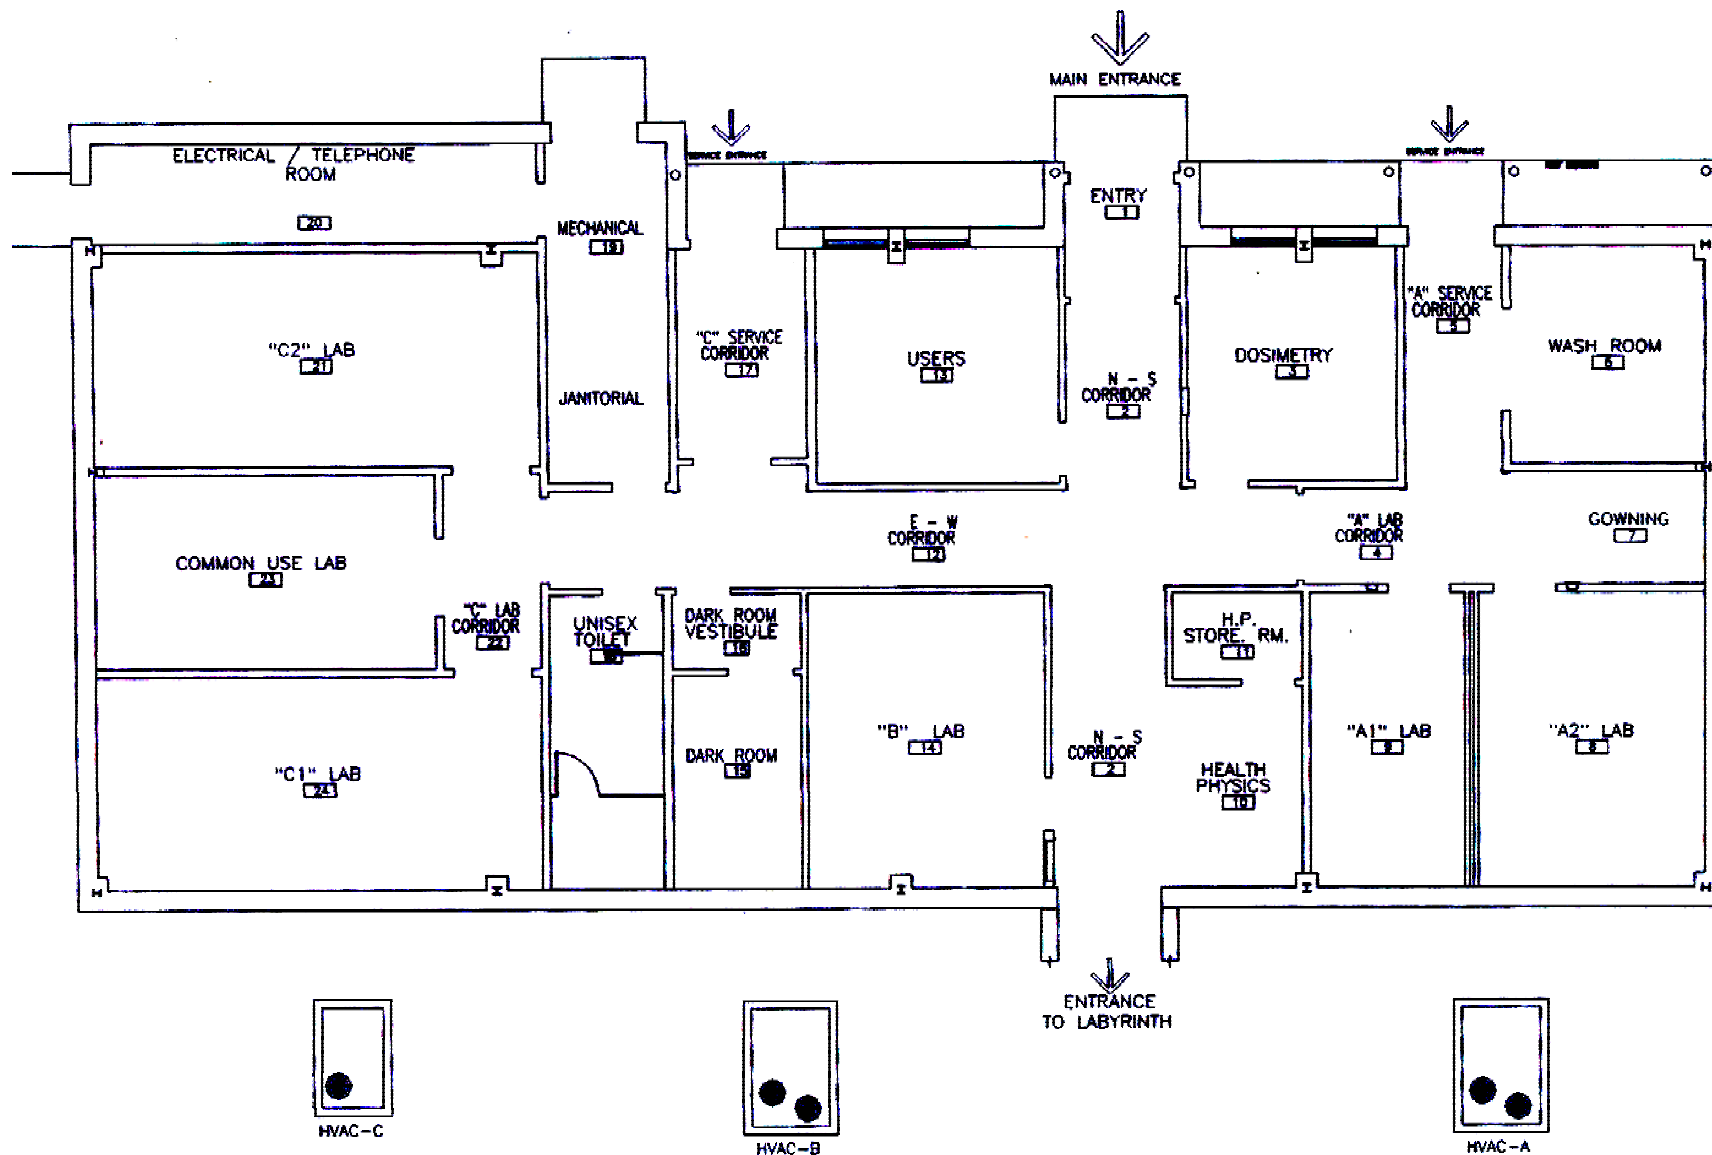 MAIN ENTRANCE
SERVICE ENTRANCE
SERVICE ENTRANCE
ELECTRICAL / TELEPHONE
ROOM
20
MECHANICAL
19
ENTRY
1
"C2" LAB
21
JANITORIAL
"C" SERVICE
CORRIDOR
17
USERS
13
N - S
CORRIDOR
2
DOSIMETRY
3
"A" SERVICE
CORRIDOR
5
WASH ROOM
6
COMMON USE LAB
23
E - W
CORRIDOR
12
"A" LAB
CORRIDOR
4
GOWNING
7
"C" LAB
CORRIDOR
22
UNISEX
TOILET
DARK ROOM
VESTIBULE
16
H.P.
STORE. RM.
11
"C1" LAB
24
DARK ROOM
15
"B" LAB
14
N - S
CORRIDOR
2
HEALTH
PHYSICS
10
"A1" LAB
9
"A2" LAB
8
ENTRANCE
TO LABYRINTH
HVAC-C
HVAC-B
HVAC-A